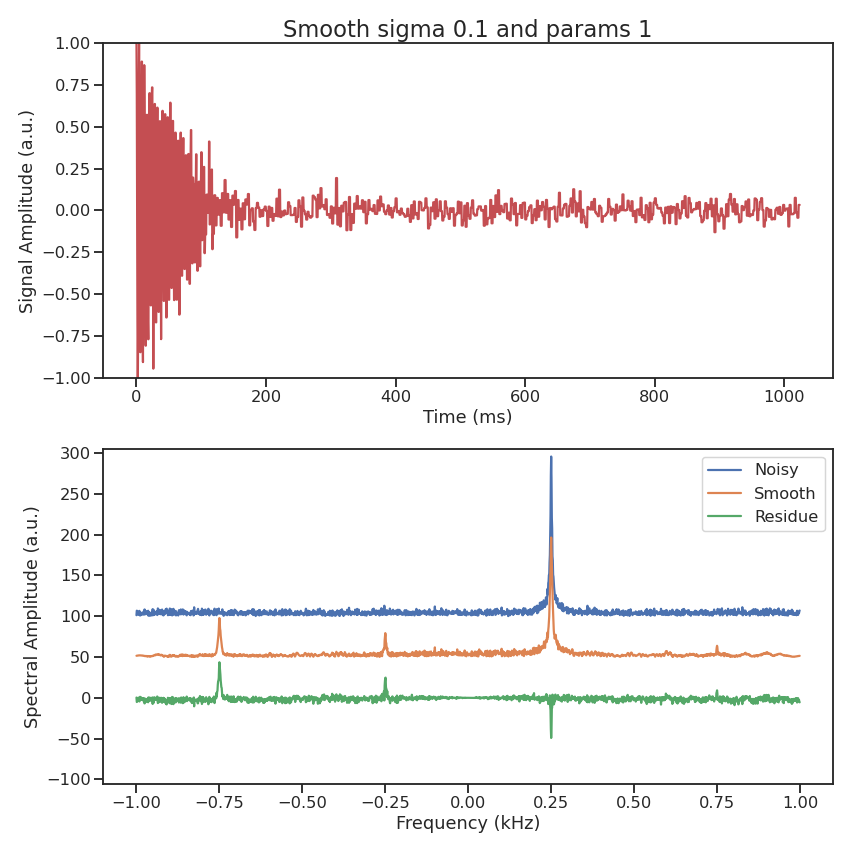 Smooth sigma 0.1 and params 1
1.00
0.75
0.50
0.25
0.00
−0.25
−0.50
−0.75
−1.00
Signal Amplitude (a.u.)
0 200 400 600 800 1000
Time (ms)
300
250
200
150
100
50
0
−50
−100
Spectral Amplitude (a.u.)
Noisy
Smooth
Residue
−1.00 −0.75 −0.50 −0.25 0.00 0.25 0.50 0.75 1.00
Frequency (kHz)